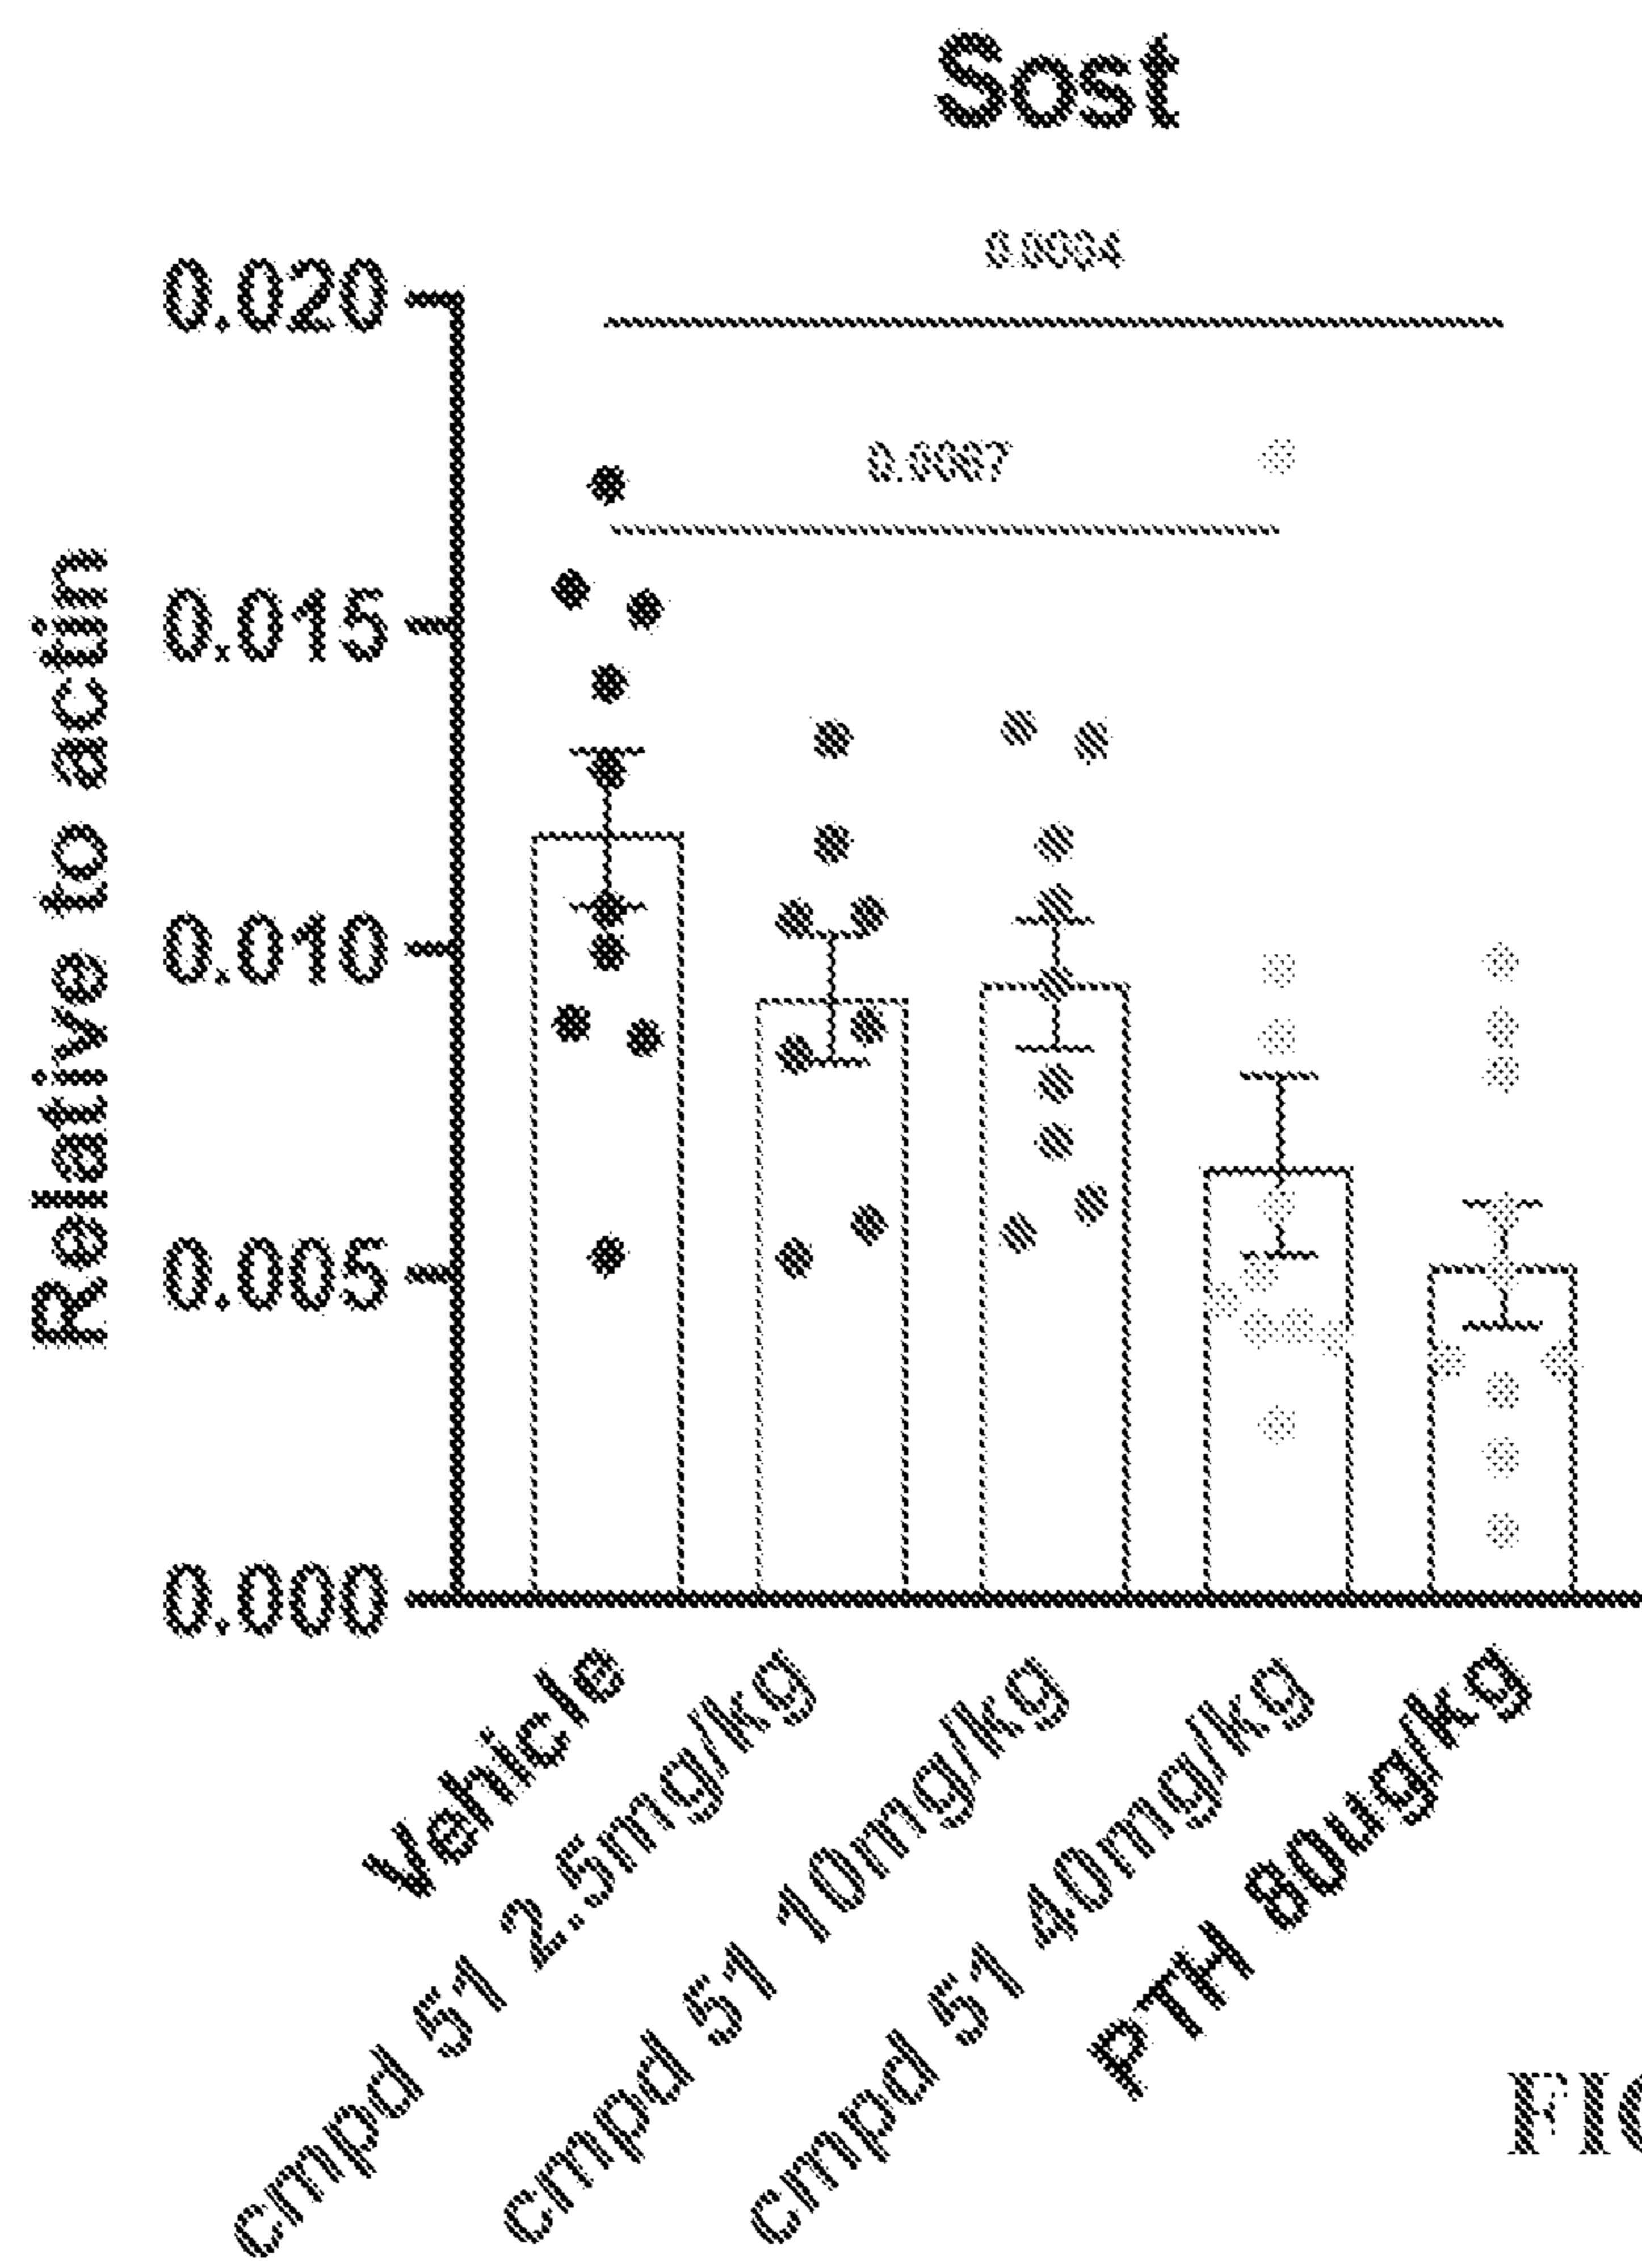 Sost
0.0004
0.020
0.0087
0.015
0.010
0.005
0.000
Relative to actin
Vehicle
cmpd 51 2.5mg/kg
cmpd 51 10mg/kg
cmpd 51 40mg/kg
PTH 80ug/kg